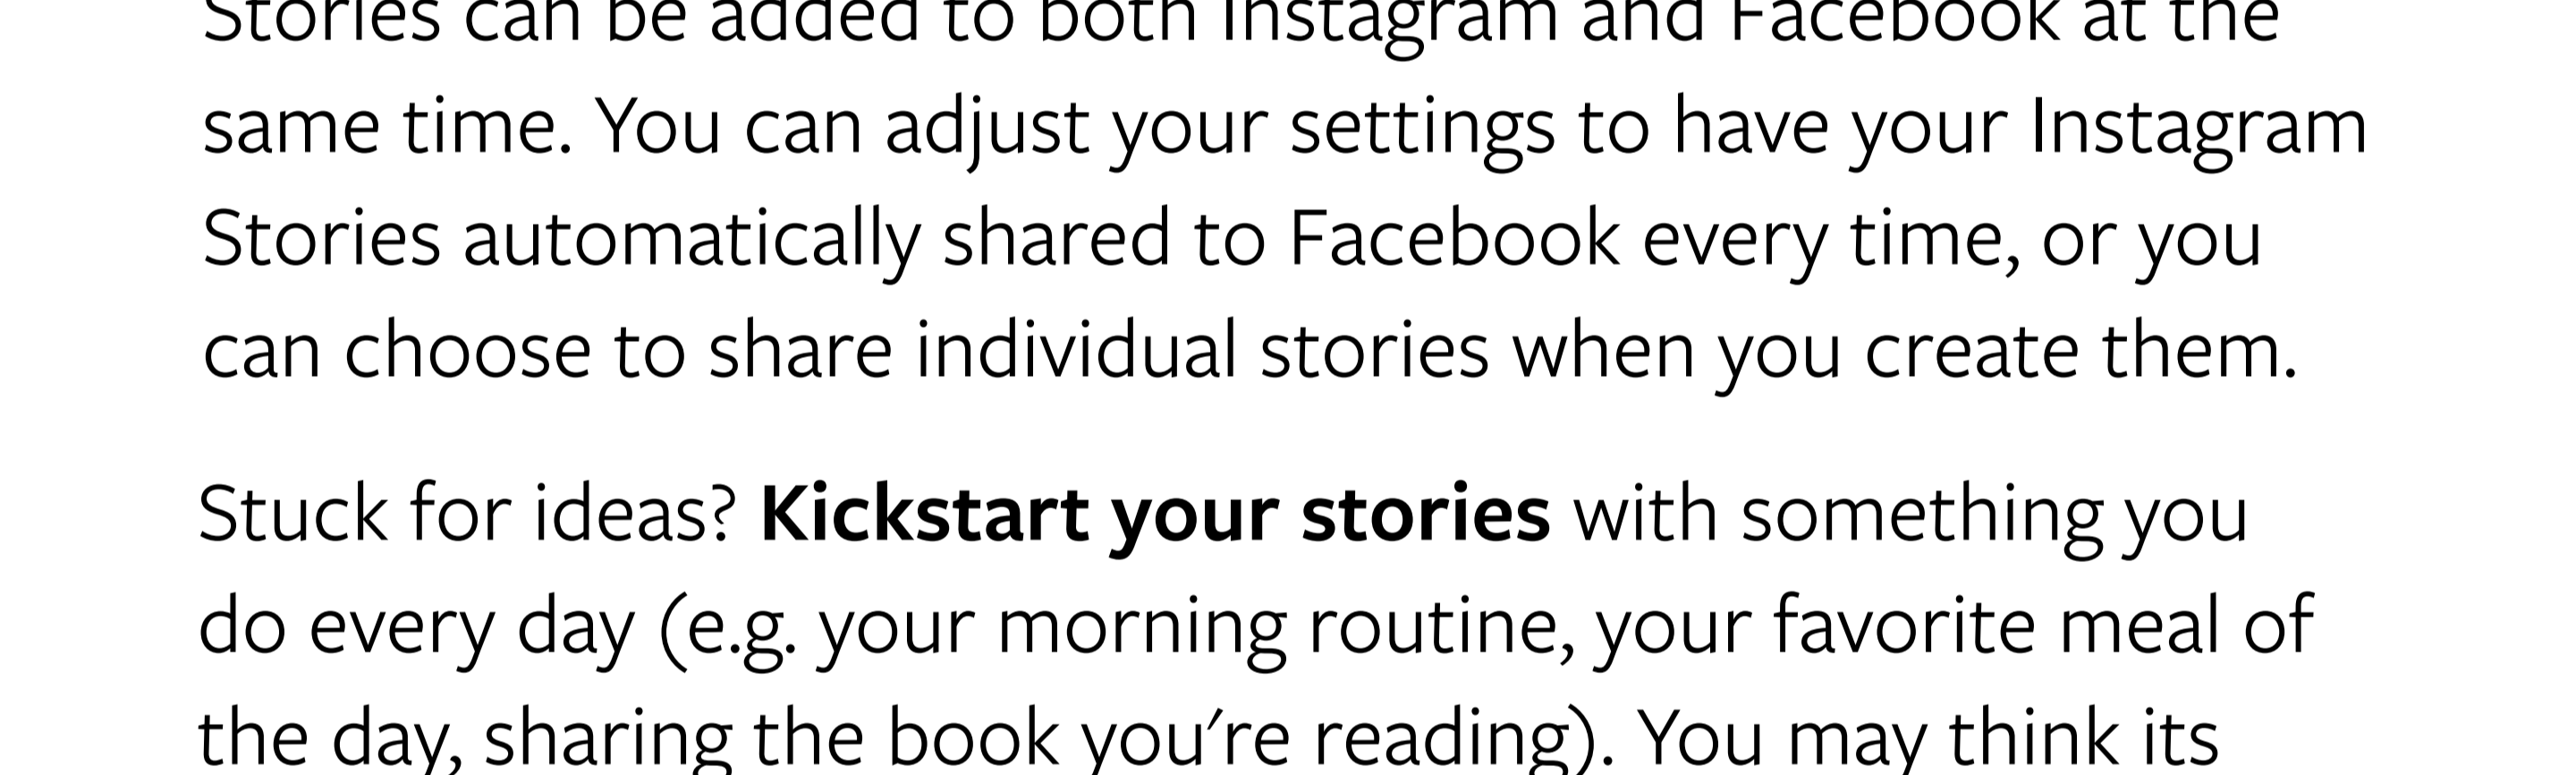 Stories can be added to both Instagram and Facebook at the
same time. You can adjust your settings to have your Instagram
Stories automatically shared to Facebook every time, or you
can choose to share individual stories when you create them.
Stuck for ideas? Kickstart your stories with something you
do every day (e.g. your morning routine, your favorite meal of
the day, sharing the book you’re reading). You may think its